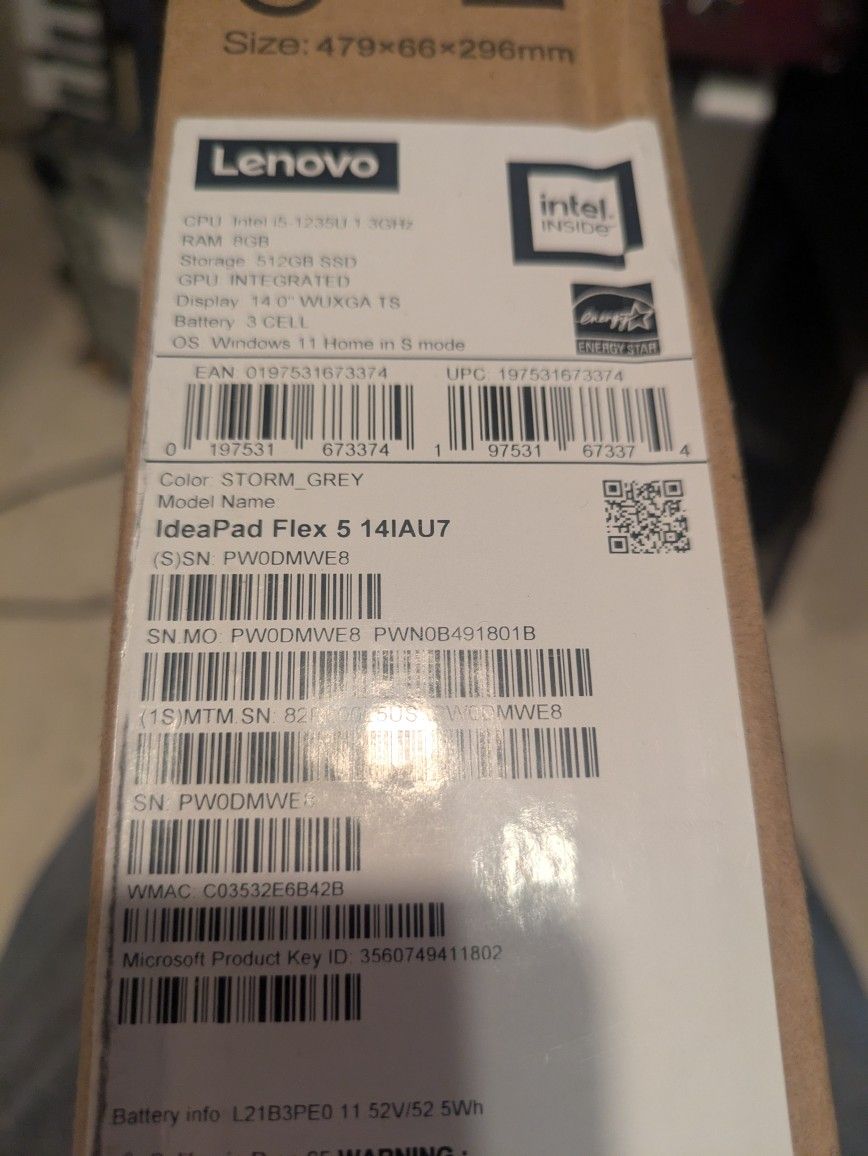 Size: 479×66×296mm
Lenovo
intel.
INSIDe
CPU: Intel i5-1235U 1.3GHz
RAM: 8GB
Storage: 512GB SSD
GPU: INTEGRATED
Display: 14.0" WUXGA TS
Battery: 3 CELL
OS: Windows 11 Home in S mode
energy
ENERGY STAR
EAN: 0197531673374 UPC: 197531673374
0 197531 673374 1 97531 67337 4
Color: STORM_GREY
Model Name
IdeaPad Flex 5 14IAU7
(S)SN: PW0DMWE8
SN.MO: PW0DMWE8 PWN0B491801B
(1S)MTM.SN:
SN: PW0DMWE8
WMAC: C03532E6B42B
Microsoft Product Key ID: 3560749411802
Battery info: L21B3PE0 11.52V/52.5Wh
WARNING :